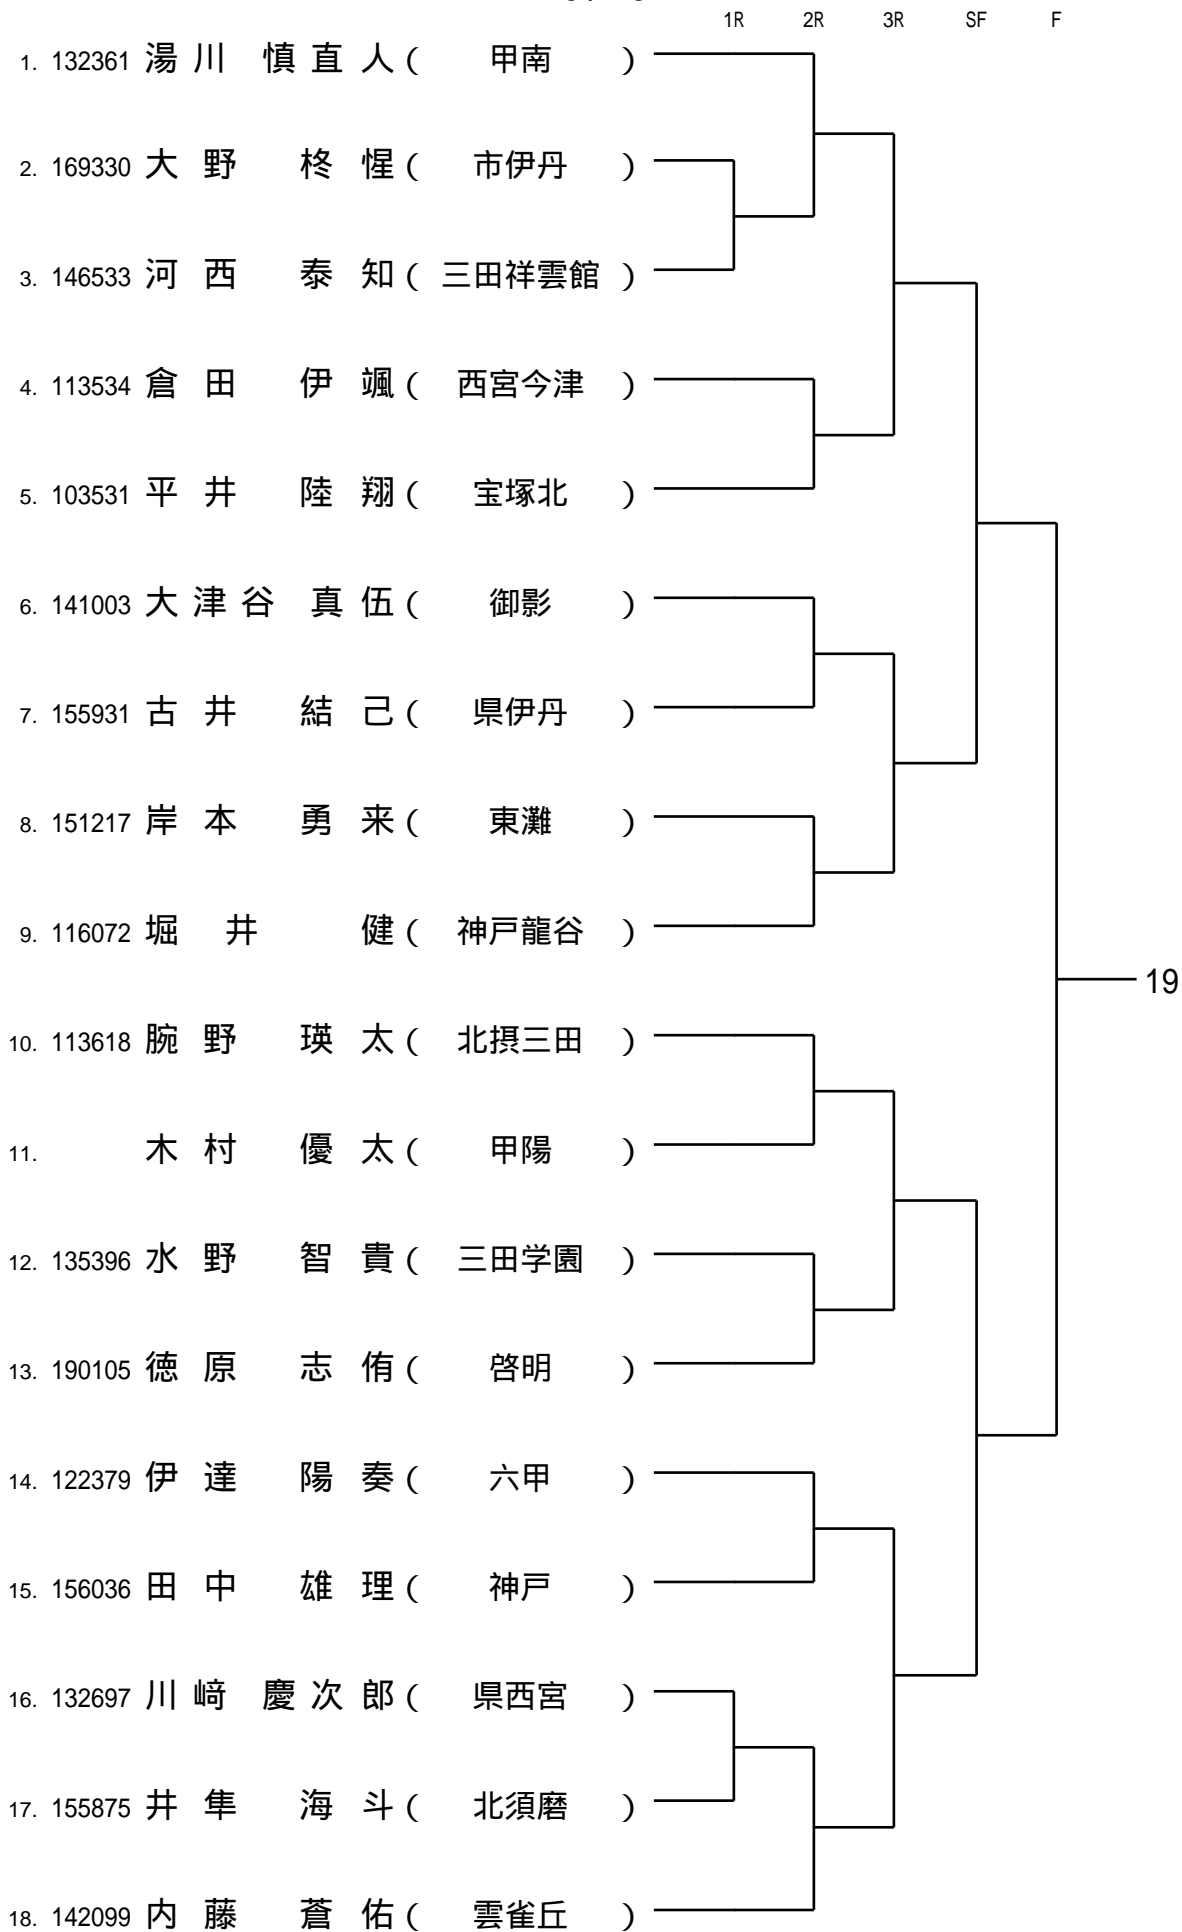 1R 2R 3R SF F
1. 132361 湯川 慎直人 ( 甲南 )
2. 169330 大野 柊惺 ( 市伊丹 )
3. 146533 河西 泰知 ( 三田祥雲館 )
4. 113534 倉田 伊颯 ( 西宮今津 )
5. 103531 平井 陸翔 ( 宝塚北 )
6. 141003 大津谷 真伍 ( 御影 )
7. 155931 古井 結己 ( 県伊丹 )
8. 151217 岸本 勇来 ( 東灘 )
9. 116072 堀井 健 ( 神戸龍谷 )
19
10. 113618 腕野 瑛太 ( 北摂三田 )
11. 木村 優太 ( 甲陽 )
12. 135396 水野 智貴 ( 三田学園 )
13. 190105 徳原 志侑 ( 啓明 )
14. 122379 伊達 陽奏 ( 六甲 )
15. 156036 田中 雄理 ( 神戸 )
16. 132697 川﨑 慶次郎 ( 県西宮 )
17. 155875 井隼 海斗 ( 北須磨 )
18. 142099 内藤 蒼佑 ( 雲雀丘 )